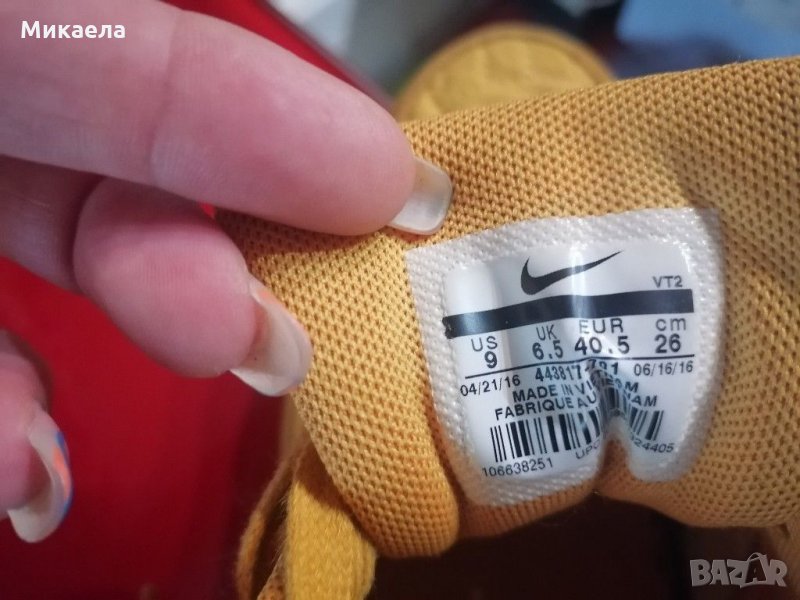 Микаела
VT2
US UK EUR cm
9 6.5 40.5 26
04/21/16 06/16/16
MADE IN
FABRIQUE AU
106638251
BAZAR